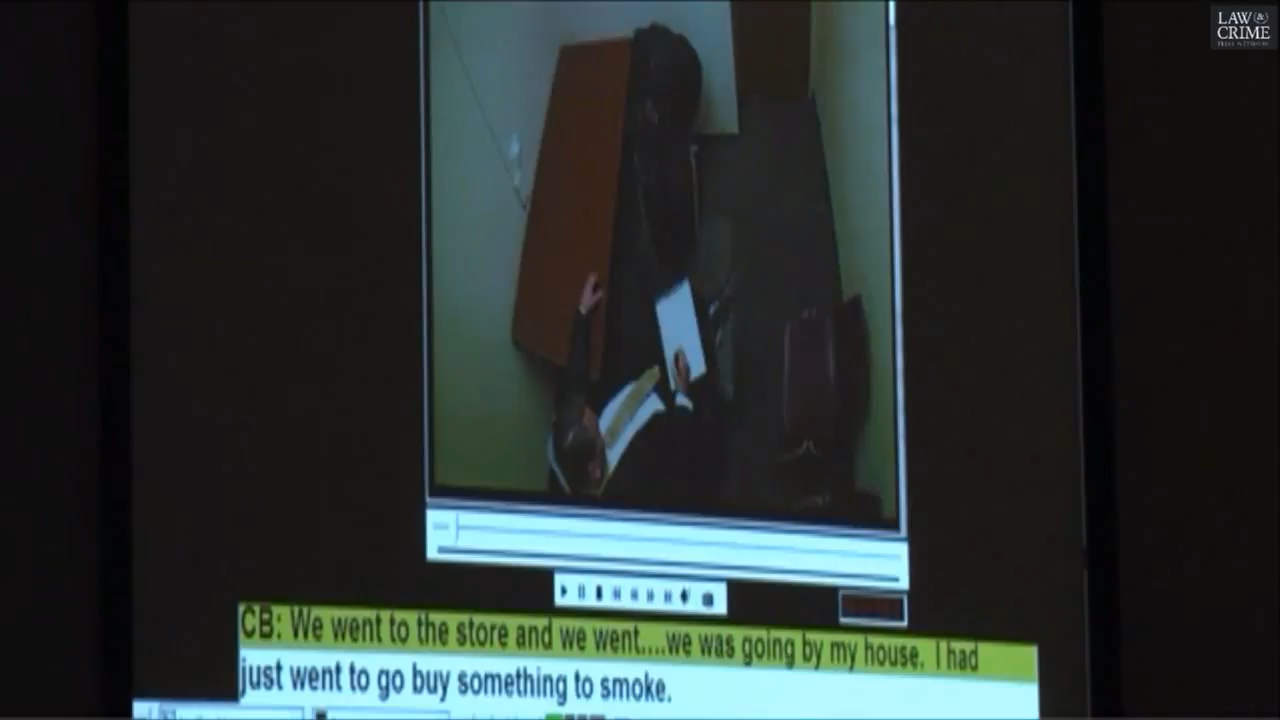 LAW &
CRIME
CB: We went to the store and we went....we was going by my house. I had
just went to go buy something to smoke.